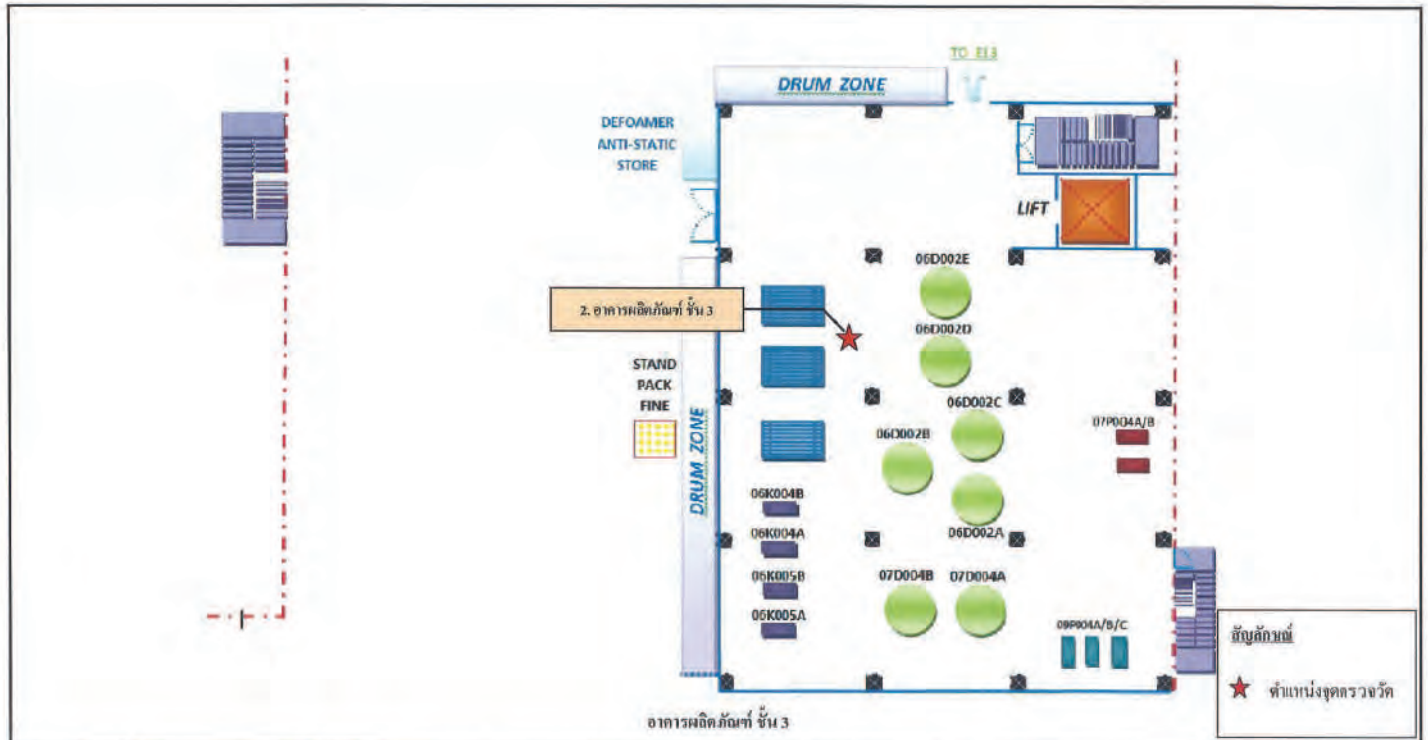 TO EL3
DRUM ZONE
DEFOAMER
ANTI-STATIC
STORE
LIFT
06D002E
2. อาคารผลิตภัณฑ์ ชั้น 3
06D002D
STAND
PACK
FINE
DRUM ZONE
06D002C
06D002B
07P004A/B
06K004B
06K004A
06D002A
06K005B
07D004B
07D004A
06K005A
09P004A/B/C
สัญลักษณ์
ตำแหน่งจุดตรวจวัด
อาคารผลิตภัณฑ์ ชั้น 3